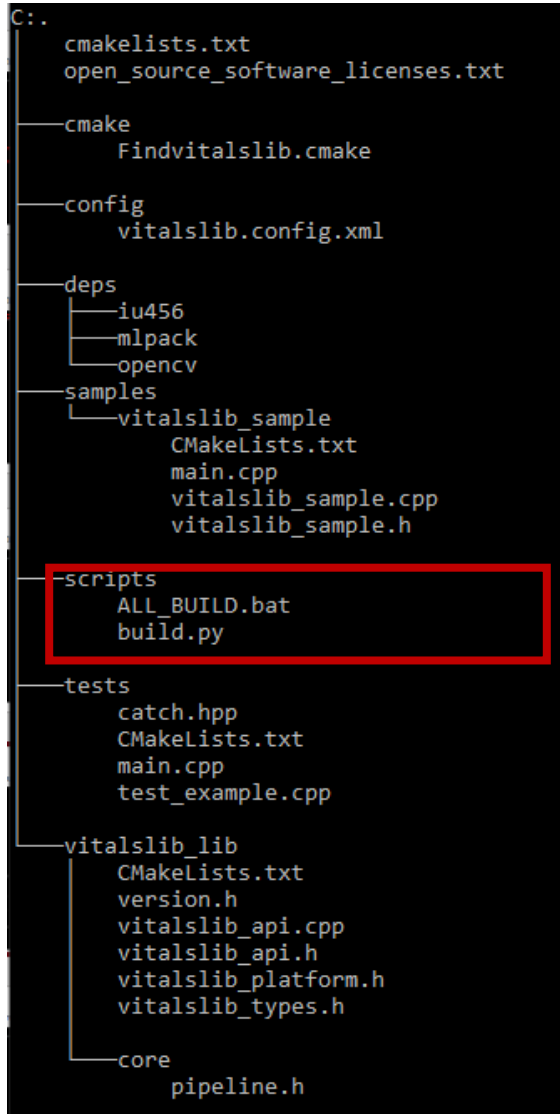 C:.
cmakelists.txt
open_source_software_licenses.txt
cmake
Findvitalslib.cmake
config
vitalslib.config.xml
deps
iu456
mlpack
opencv
samples
vitalslib_sample
CMakeLists.txt
main.cpp
vitalslib_sample.cpp
vitalslib_sample.h
scripts
ALL_BUILD.bat
build.py
tests
catch.hpp
CMakeLists.txt
main.cpp
test_example.cpp
vitalslib_lib
CMakeLists.txt
version.h
vitalslib_api.cpp
vitalslib_api.h
vitalslib_platform.h
vitalslib_types.h
core
pipeline.h